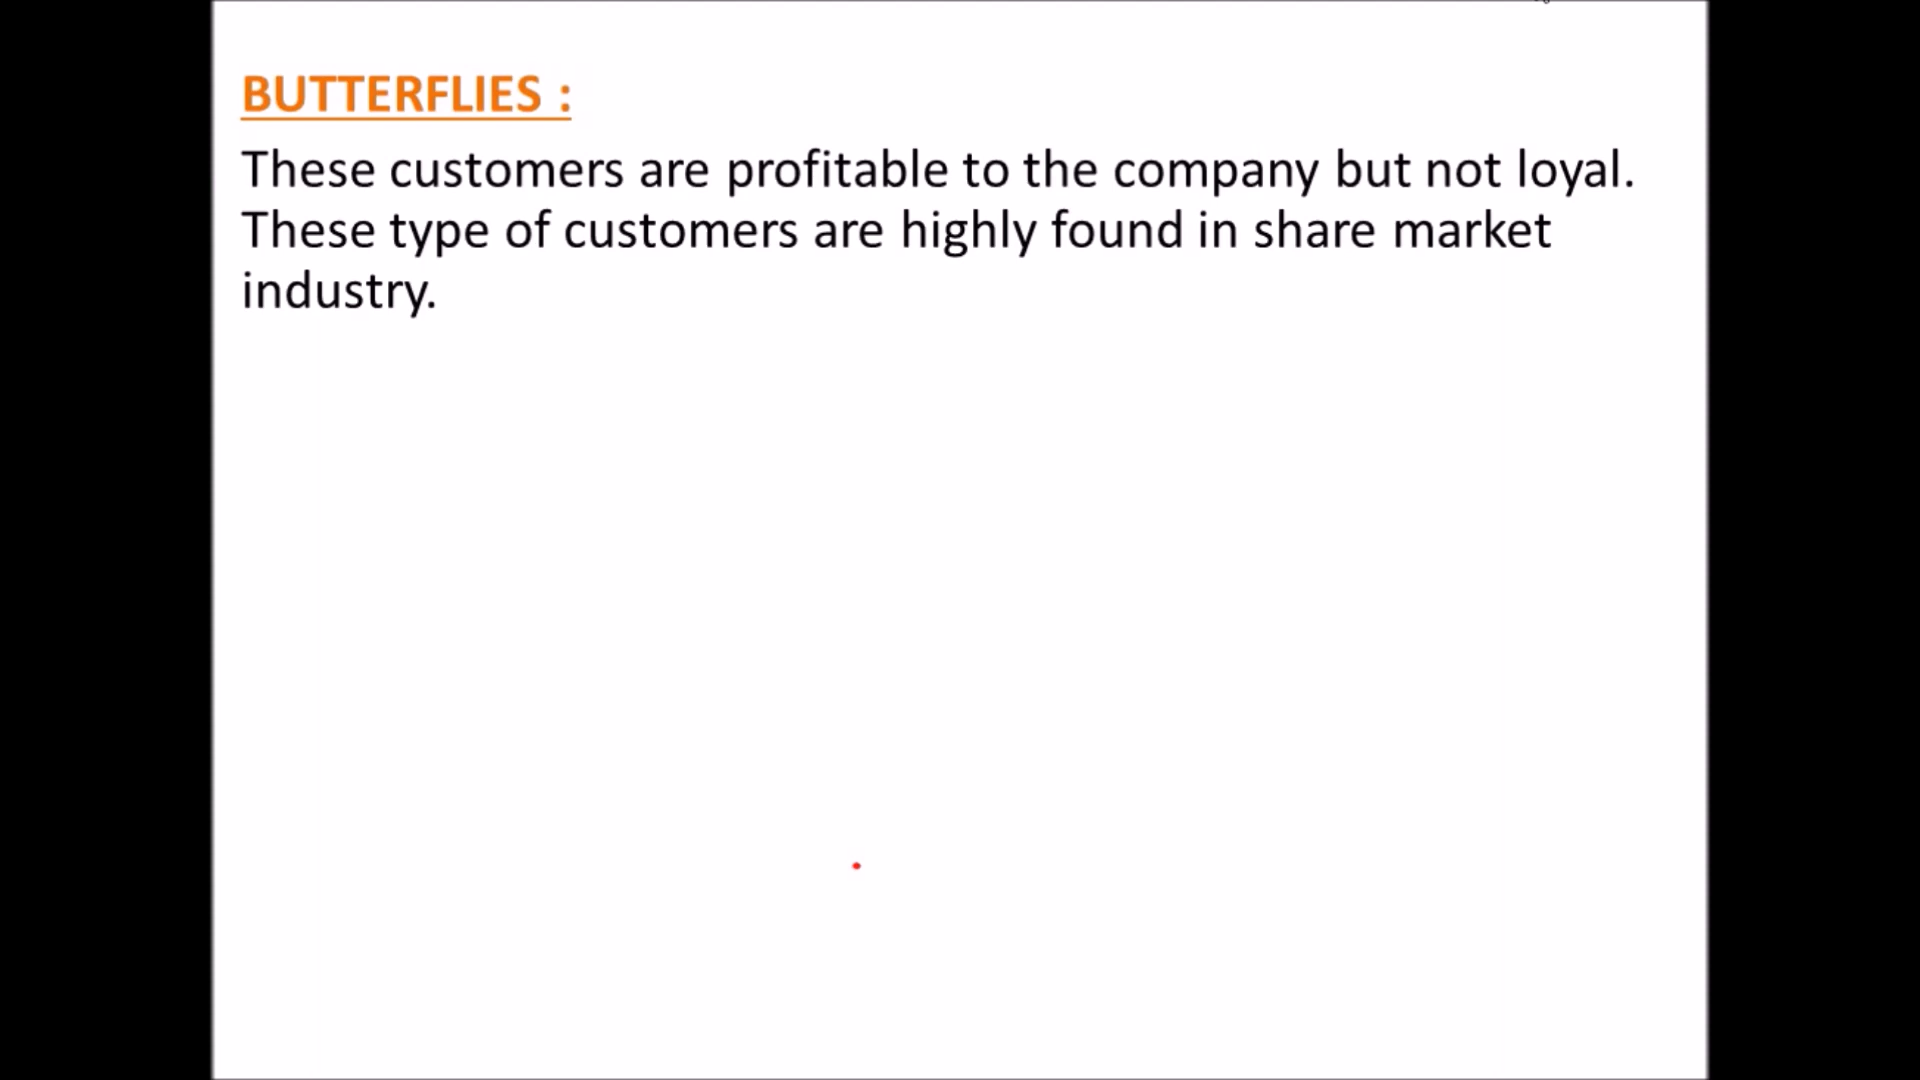 BUTTERFLIES :
These customers are profitable to the company but not loyal.
These type of customers are highly found in share market
industry.